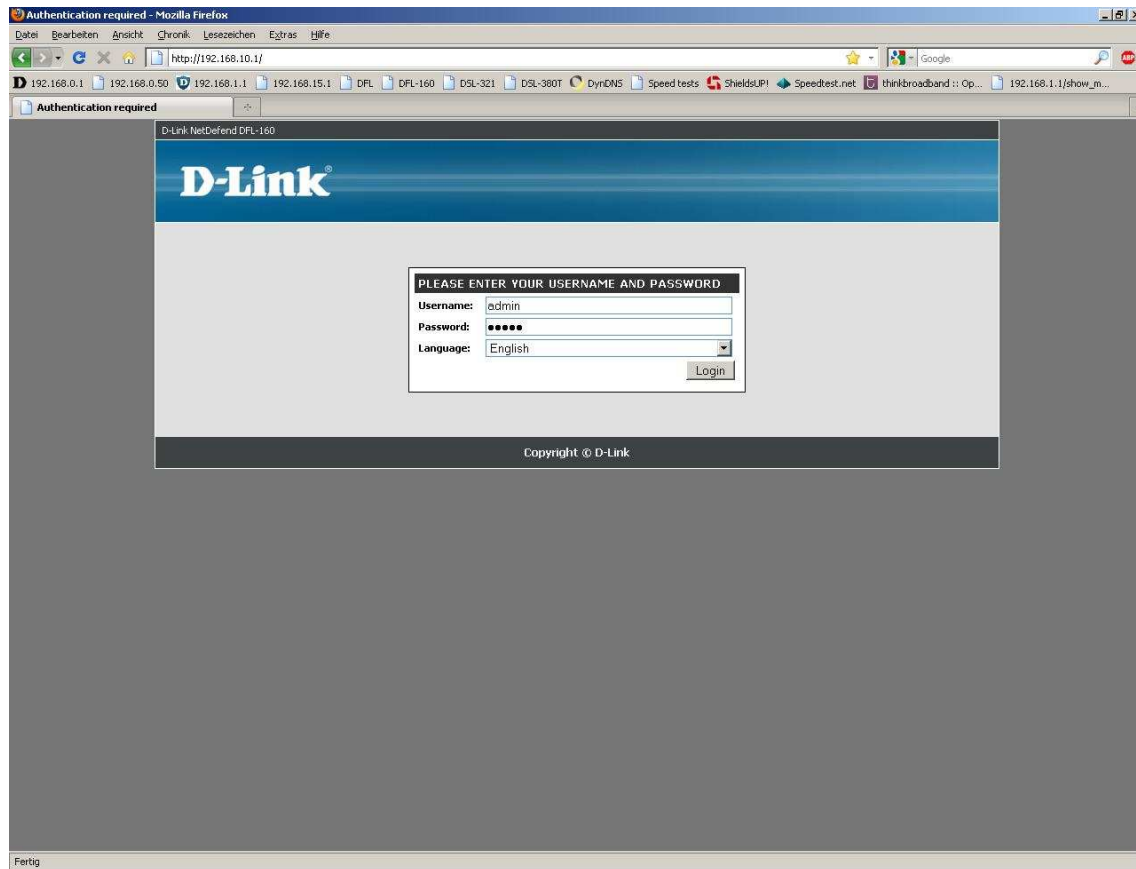 Authentication required - Mozilla Firefox
Datei Bearbeiten Ansicht Chronik Lesezeichen Extras Hilfe
http://192.168.10.1/ Google ABP
192.168.0.1 192.168.0.50 192.168.1.1 192.168.15.1 DFL DFL-160 DSL-321 DSL-380T DynDNS Speed tests ShieldsUP! Speedtest.net thinkbroadband :: Op... 192.168.1.1/show_m...
Authentication required
D-Link NetDefend DFL-160
D-Link®
PLEASE ENTER YOUR USERNAME AND PASSWORD
Username: admin
Password: •••••
Language: English
Login
Copyright © D-Link
Fertig